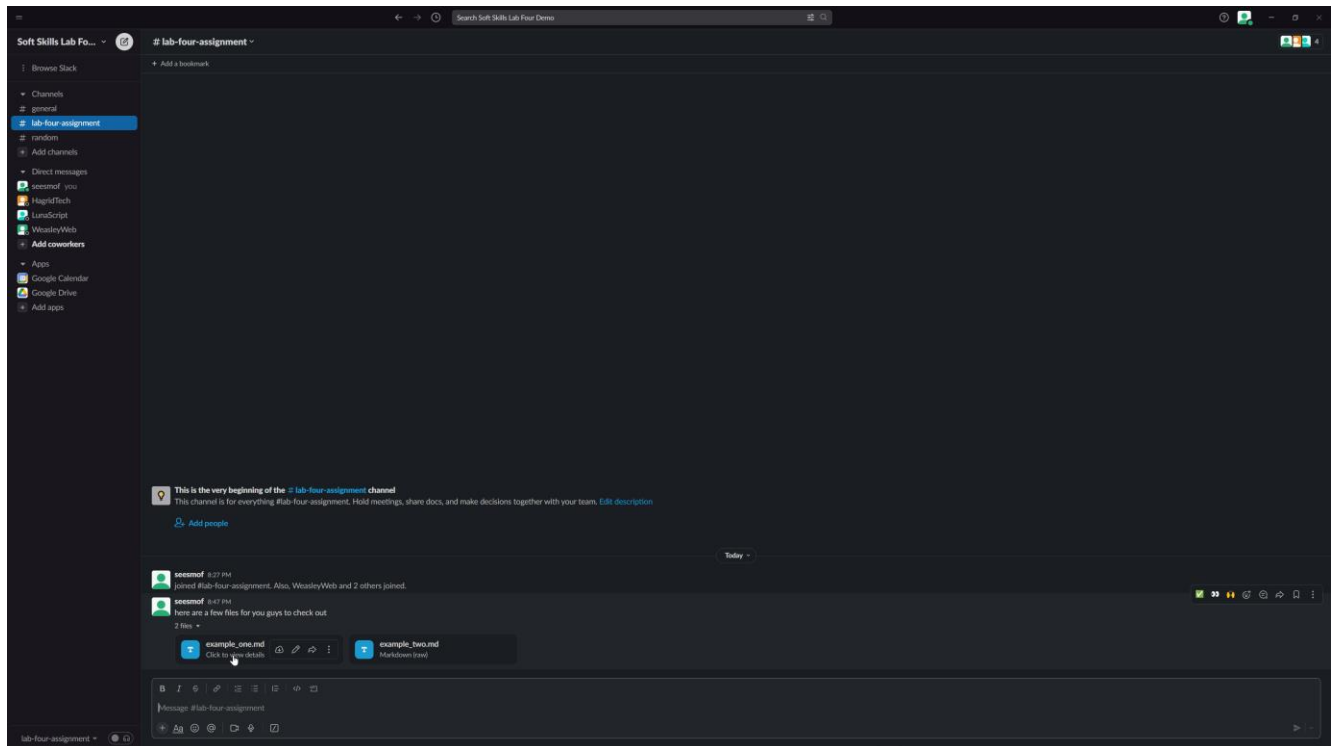 Search Soft Skills Lab Four Demo
Soft Skills Lab Fo...
Browse Slack
Channels
# general
# lab-four-assignment
# random
+ Add channels
Direct messages
seesmof you
HagridTech
LunaScript
WeasleyWeb
+ Add coworkers
Apps
Google Calendar
Google Drive
+ Add apps
lab-four-assignment
# lab-four-assignment
4
+ Add a bookmark
This is the very beginning of the # lab-four-assignment channel
This channel is for everything #lab-four-assignment. Hold meetings, share docs, and make decisions together with your team. Edit description
Add people
Today
seesmof 8:27 PM
joined #lab-four-assignment. Also, WeasleyWeb and 2 others joined.
seesmof 8:47 PM
here are a few files for you guys to check out
2 files
example_one.md
Click to view details
example_two.md
Markdown (raw)
B I S
Message #lab-four-assignment
+ Aa @